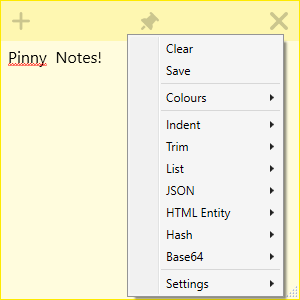 Pinny Notes!
Clear
Save
Colours
Indent
Trim
List
JSON
HTML Entity
Hash
Base64
Settings